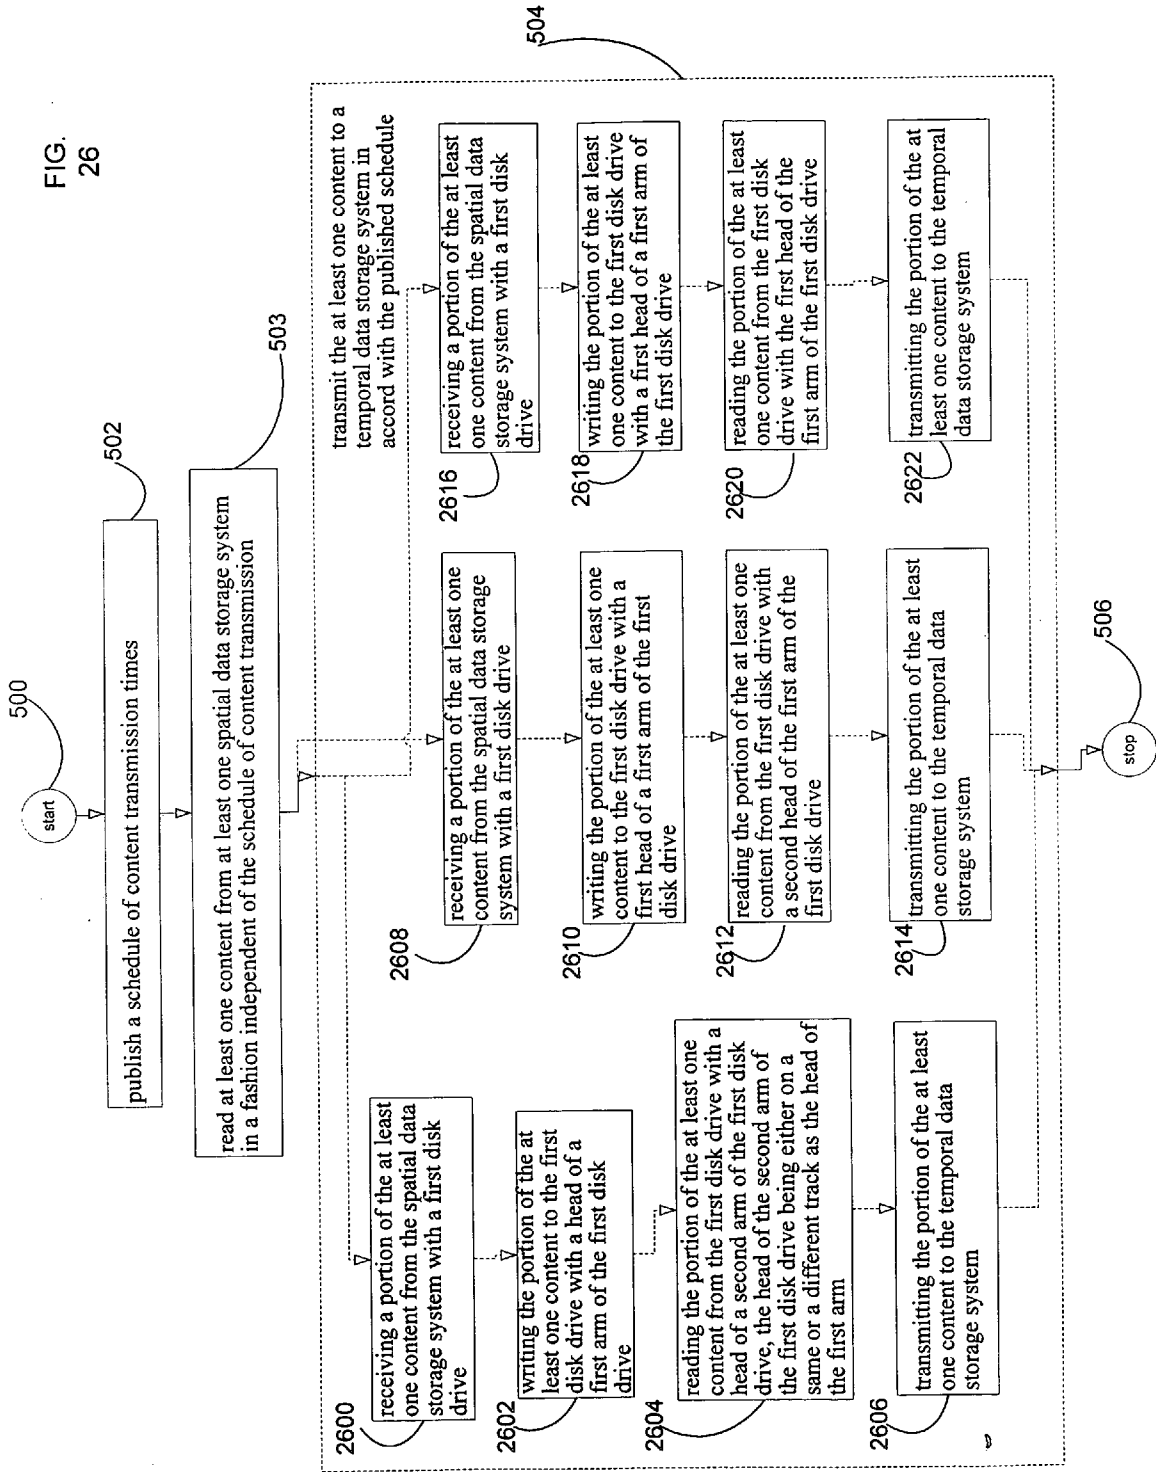 FIG.
26
500
start
502
publish a schedule of content transmission times
503
read at least one content from at least one spatial data storage system
in a fashion independent of the schedule of content transmission
504
transmit the at least one content to a
temporal data storage system in
accord with the published schedule
2600
receiving a portion of the at least
one content from the spatial data
storage system with a first disk
drive
2602
writing the portion of the at
least one content to the first
disk drive with a head of a
first arm of the first disk
drive
2604
reading the portion of the at least one
content from the first disk drive with a
head of a second arm of the first disk
drive, the head of the second arm of
the first disk drive being either on a
same or a different track as the head of
the first arm
2606
transmitting the portion of the at least
one content to the temporal data
storage system
2608
receiving a portion of the at least one
content from the spatial data storage
system with a first disk drive
2610
writing the portion of the at least one
content to the first disk drive with a
first head of a first arm of the first
disk drive
2612
reading the portion of the at least one
content from the first disk drive with
a second head of the first arm of the
first disk drive
2614
transmitting the portion of the at least
one content to the temporal data
storage system
2616
receiving a portion of the at least
one content from the spatial data
storage system with a first disk
drive
2618
writing the portion of the at least
one content to the first disk drive
with a first head of a first arm of
the first disk drive
2620
reading the portion of the at least
one content from the first disk
drive with the first head of the
first arm of the first disk drive
2622
transmitting the portion of the at
least one content to the temporal
data storage system
506
stop